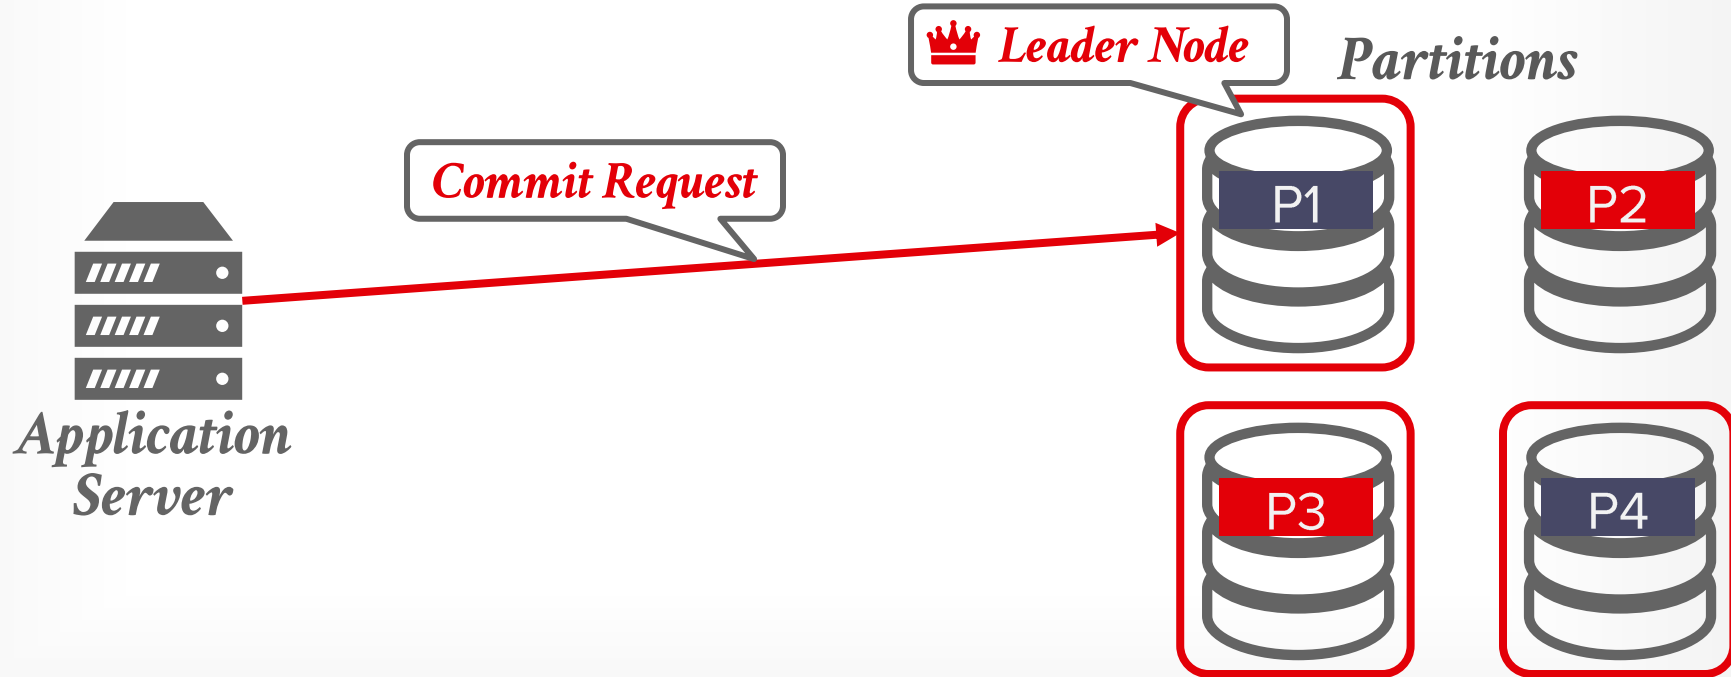 Leader Node
Partitions
Commit Request
P1
P2
Application
Server
P3
P4